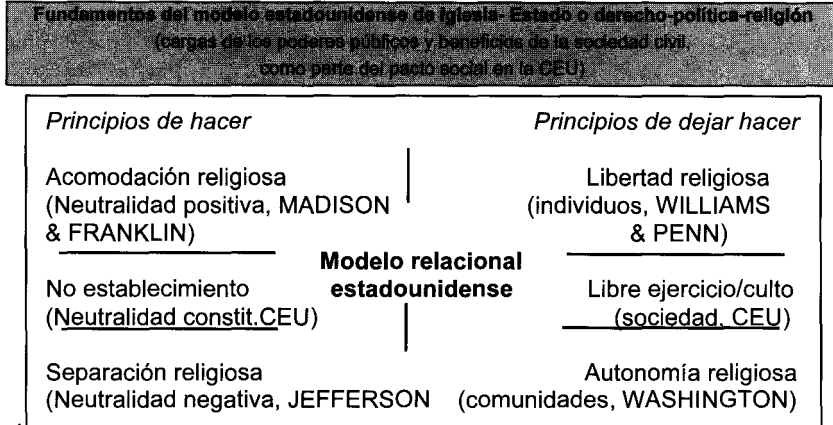 Fundamentos del modelo estadounidense de Iglesia- Estado o derecho-política-religión
(cargas de los poderes públicos y beneficios de la sociedad civil,
como parte del pacto social en la CEU)
Principios de hacer
Acomodación religiosa
(Neutralidad positiva, MADISON
& FRANKLIN)
No establecimiento
(Neutralidad constit.CEU)
Separación religiosa
(Neutralidad negativa, JEFFERSON
Modelo relacional
estadounidense
Principios de dejar hacer
Libertad religiosa
(individuos, WILLIAMS
& PENN)
Libre ejercicio/culto
(sociedad, CEU)
Autonomía religiosa
(comunidades, WASHINGTON)